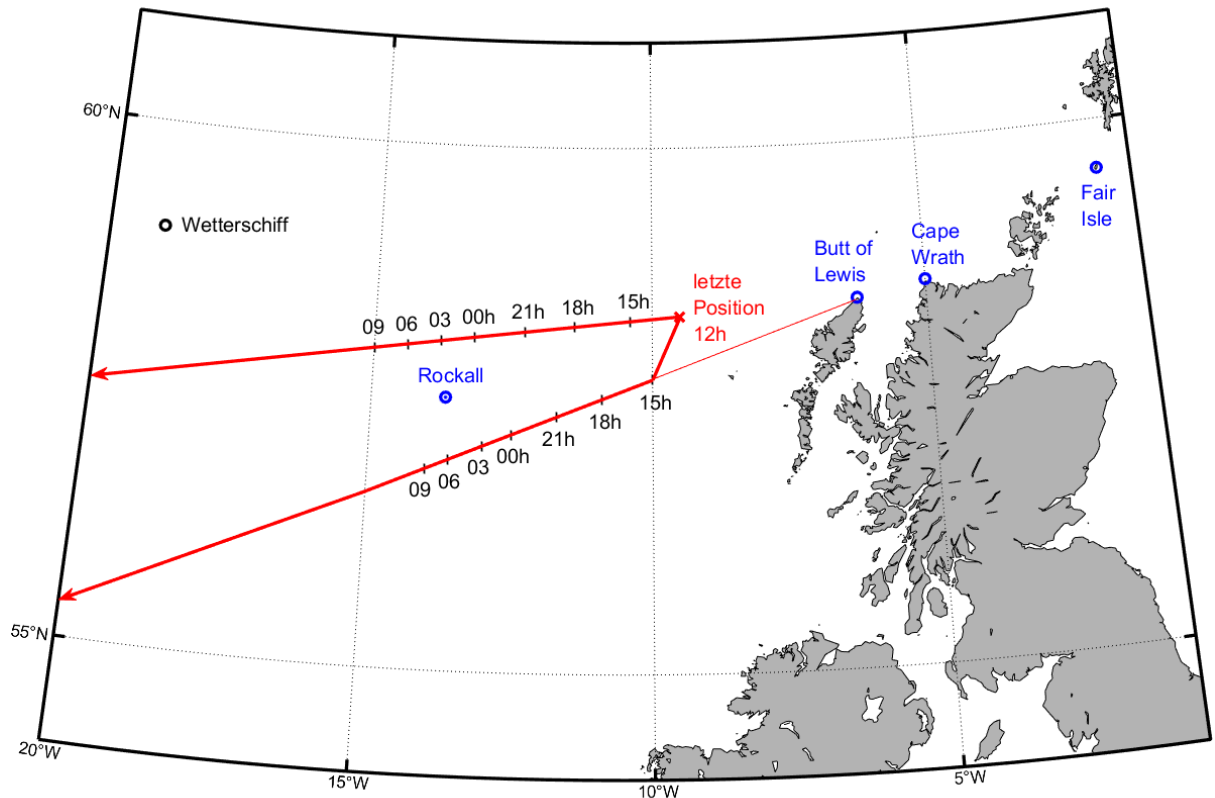 60°N
Wetterschiff
Fair
Isle
Cape
Wrath
Butt of
Lewis
letzte
Position
12h
09
06
03
00h
21h
18h
15h
Rockall
15h
18h
21h
00h
03
06
09
55°N
20°W
15°W
10°W
5°W